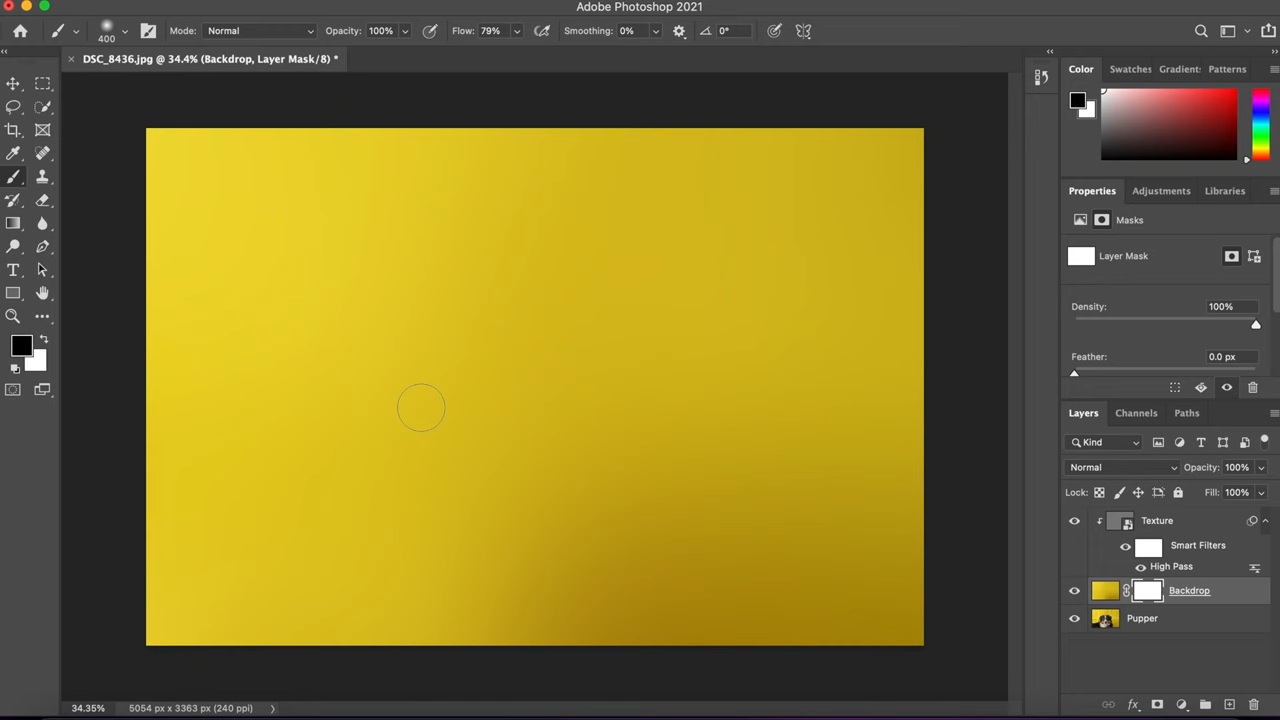 Adobe Photoshop 2021
400
Mode: Normal Opacity: 100% Flow: 79% Smoothing: 0% 0°
DSC_8436.jpg @ 34.4% (Backdrop, Layer Mask/8) *
Color Swatches Gradient: Patterns
Properties Adjustments Libraries
Masks
Layer Mask
Density: 100%
Feather: 0.0 px
Layers Channels Paths
Kind
Normal Opacity: 100%
Lock: Fill: 100%
Texture
Smart Filters
High Pass
Backdrop
Pupper
34.35% 5054 px x 3363 px (240 ppi)